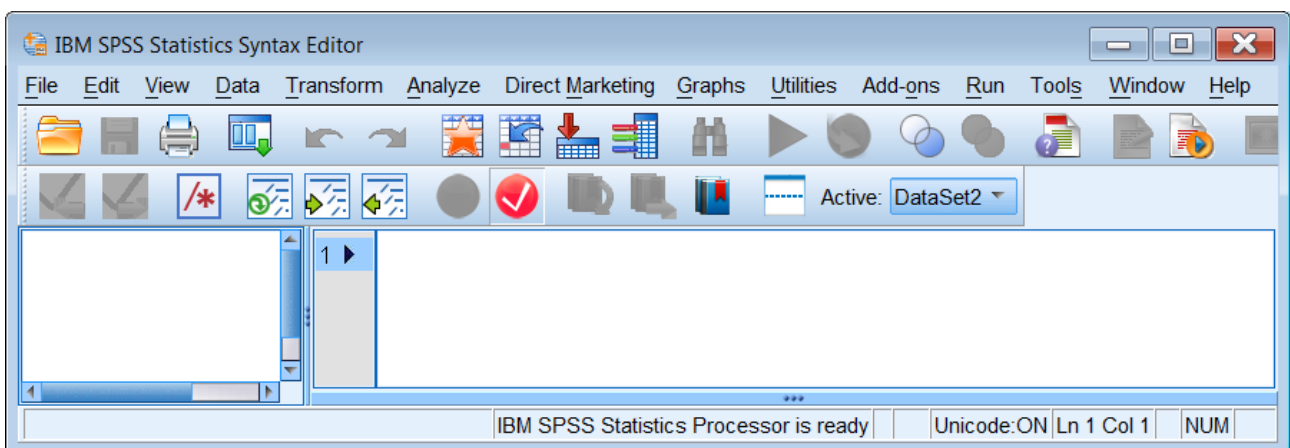 IBM SPSS Statistics Syntax Editor
File Edit View Data Transform Analyze Direct Marketing Graphs Utilities Add-ons Run Tools Window Help
/*
Active: DataSet2
1
IBM SPSS Statistics Processor is ready Unicode:ON Ln 1 Col 1 NUM